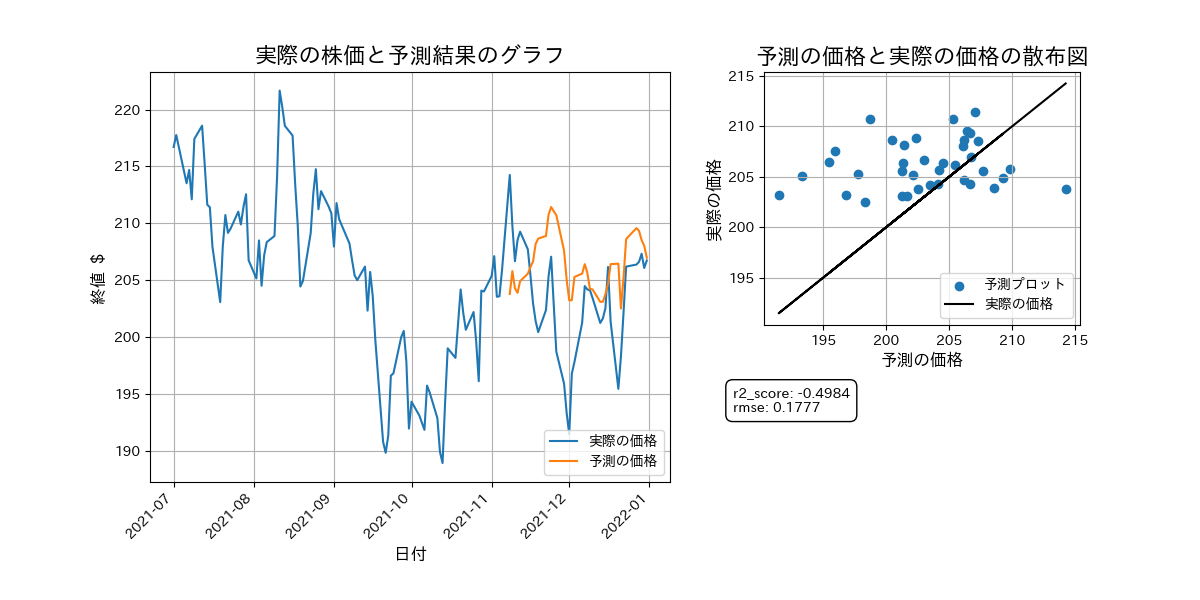 実際の株価と予測結果のグラフ
220
215
210
205
200
195
190
終値 $
2021-07
2021-08
2021-09
2021-10
2021-11
2021-12
2022-01
日付
実際の価格
予測の価格
予測の価格と実際の価格の散布図
215
210
205
200
195
実際の価格
195
200
205
210
215
予測の価格
予測プロット
実際の価格
r2_score: -0.4984
rmse: 0.1777